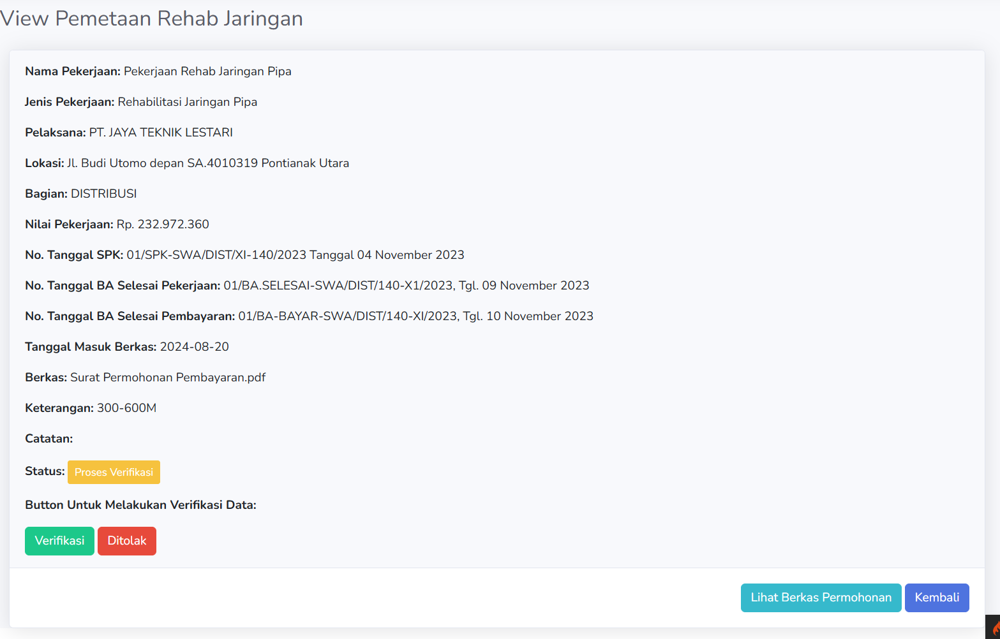 View Pemetaan Rehab Jaringan
Nama Pekerjaan: Pekerjaan Rehab Jaringan Pipa
Jenis Pekerjaan: Rehabilitasi Jaringan Pipa
Pelaksana: PT. JAYA TEKNIK LESTARI
Lokasi: Jl. Budi Utomo depan SA.4010319 Pontianak Utara
Bagian: DISTRIBUSI
Nilai Pekerjaan: Rp. 232.972.360
No. Tanggal SPK: 01/SPK-SWA/DIST/XI-140/2023 Tanggal 04 November 2023
No. Tanggal BA Selesai Pekerjaan: 01/BA.SELESAI-SWA/DIST/140-X1/2023, Tgl. 09 November 2023
No. Tanggal BA Selesai Pembayaran: 01/BA-BAYAR-SWA/DIST/140-XI/2023, Tgl. 10 November 2023
Tanggal Masuk Berkas: 2024-08-20
Berkas: Surat Permohonan Pembayaran.pdf
Keterangan: 300-600M
Catatan:
Status: Proses Verifikasi
Button Untuk Melakukan Verifikasi Data:
Verifikasi Ditolak
Lihat Berkas Permohonan Kembali